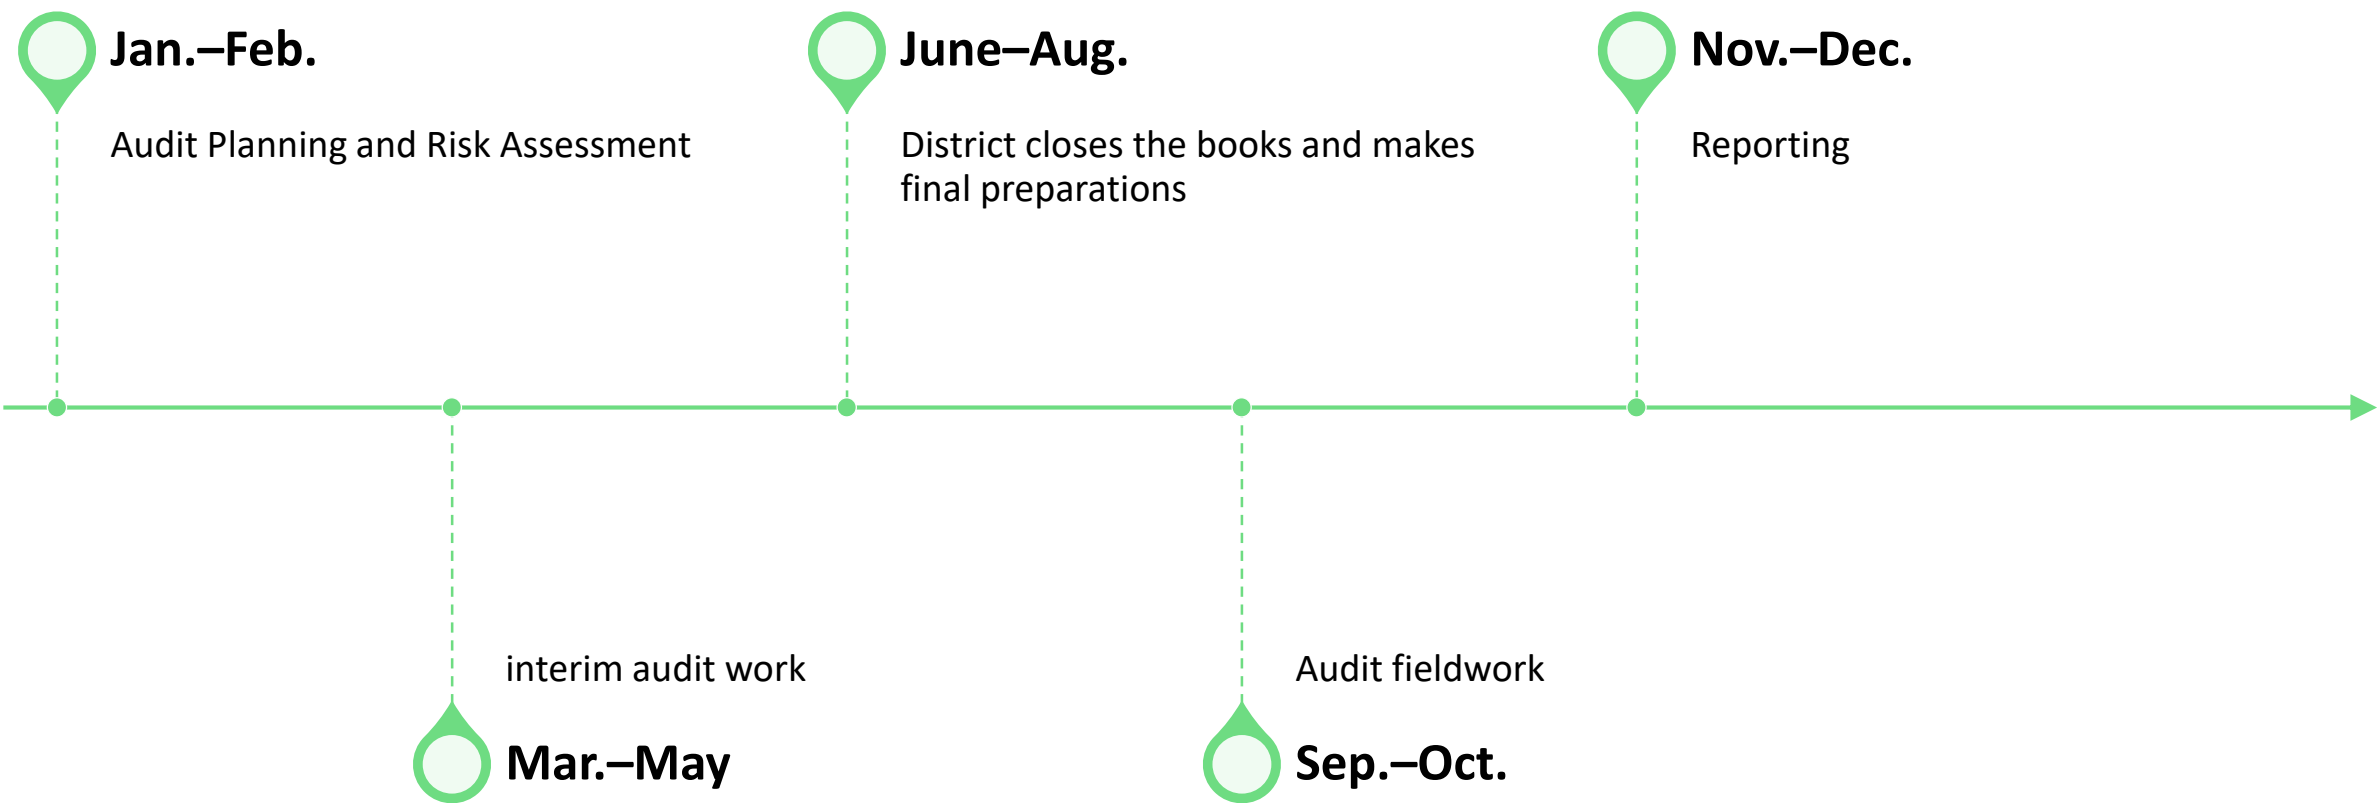 Jan.–Feb.
Audit Planning and Risk Assessment
interim audit work
Mar.–May
June–Aug.
District closes the books and makes
final preparations
Audit fieldwork
Sep.–Oct.
Nov.–Dec.
Reporting